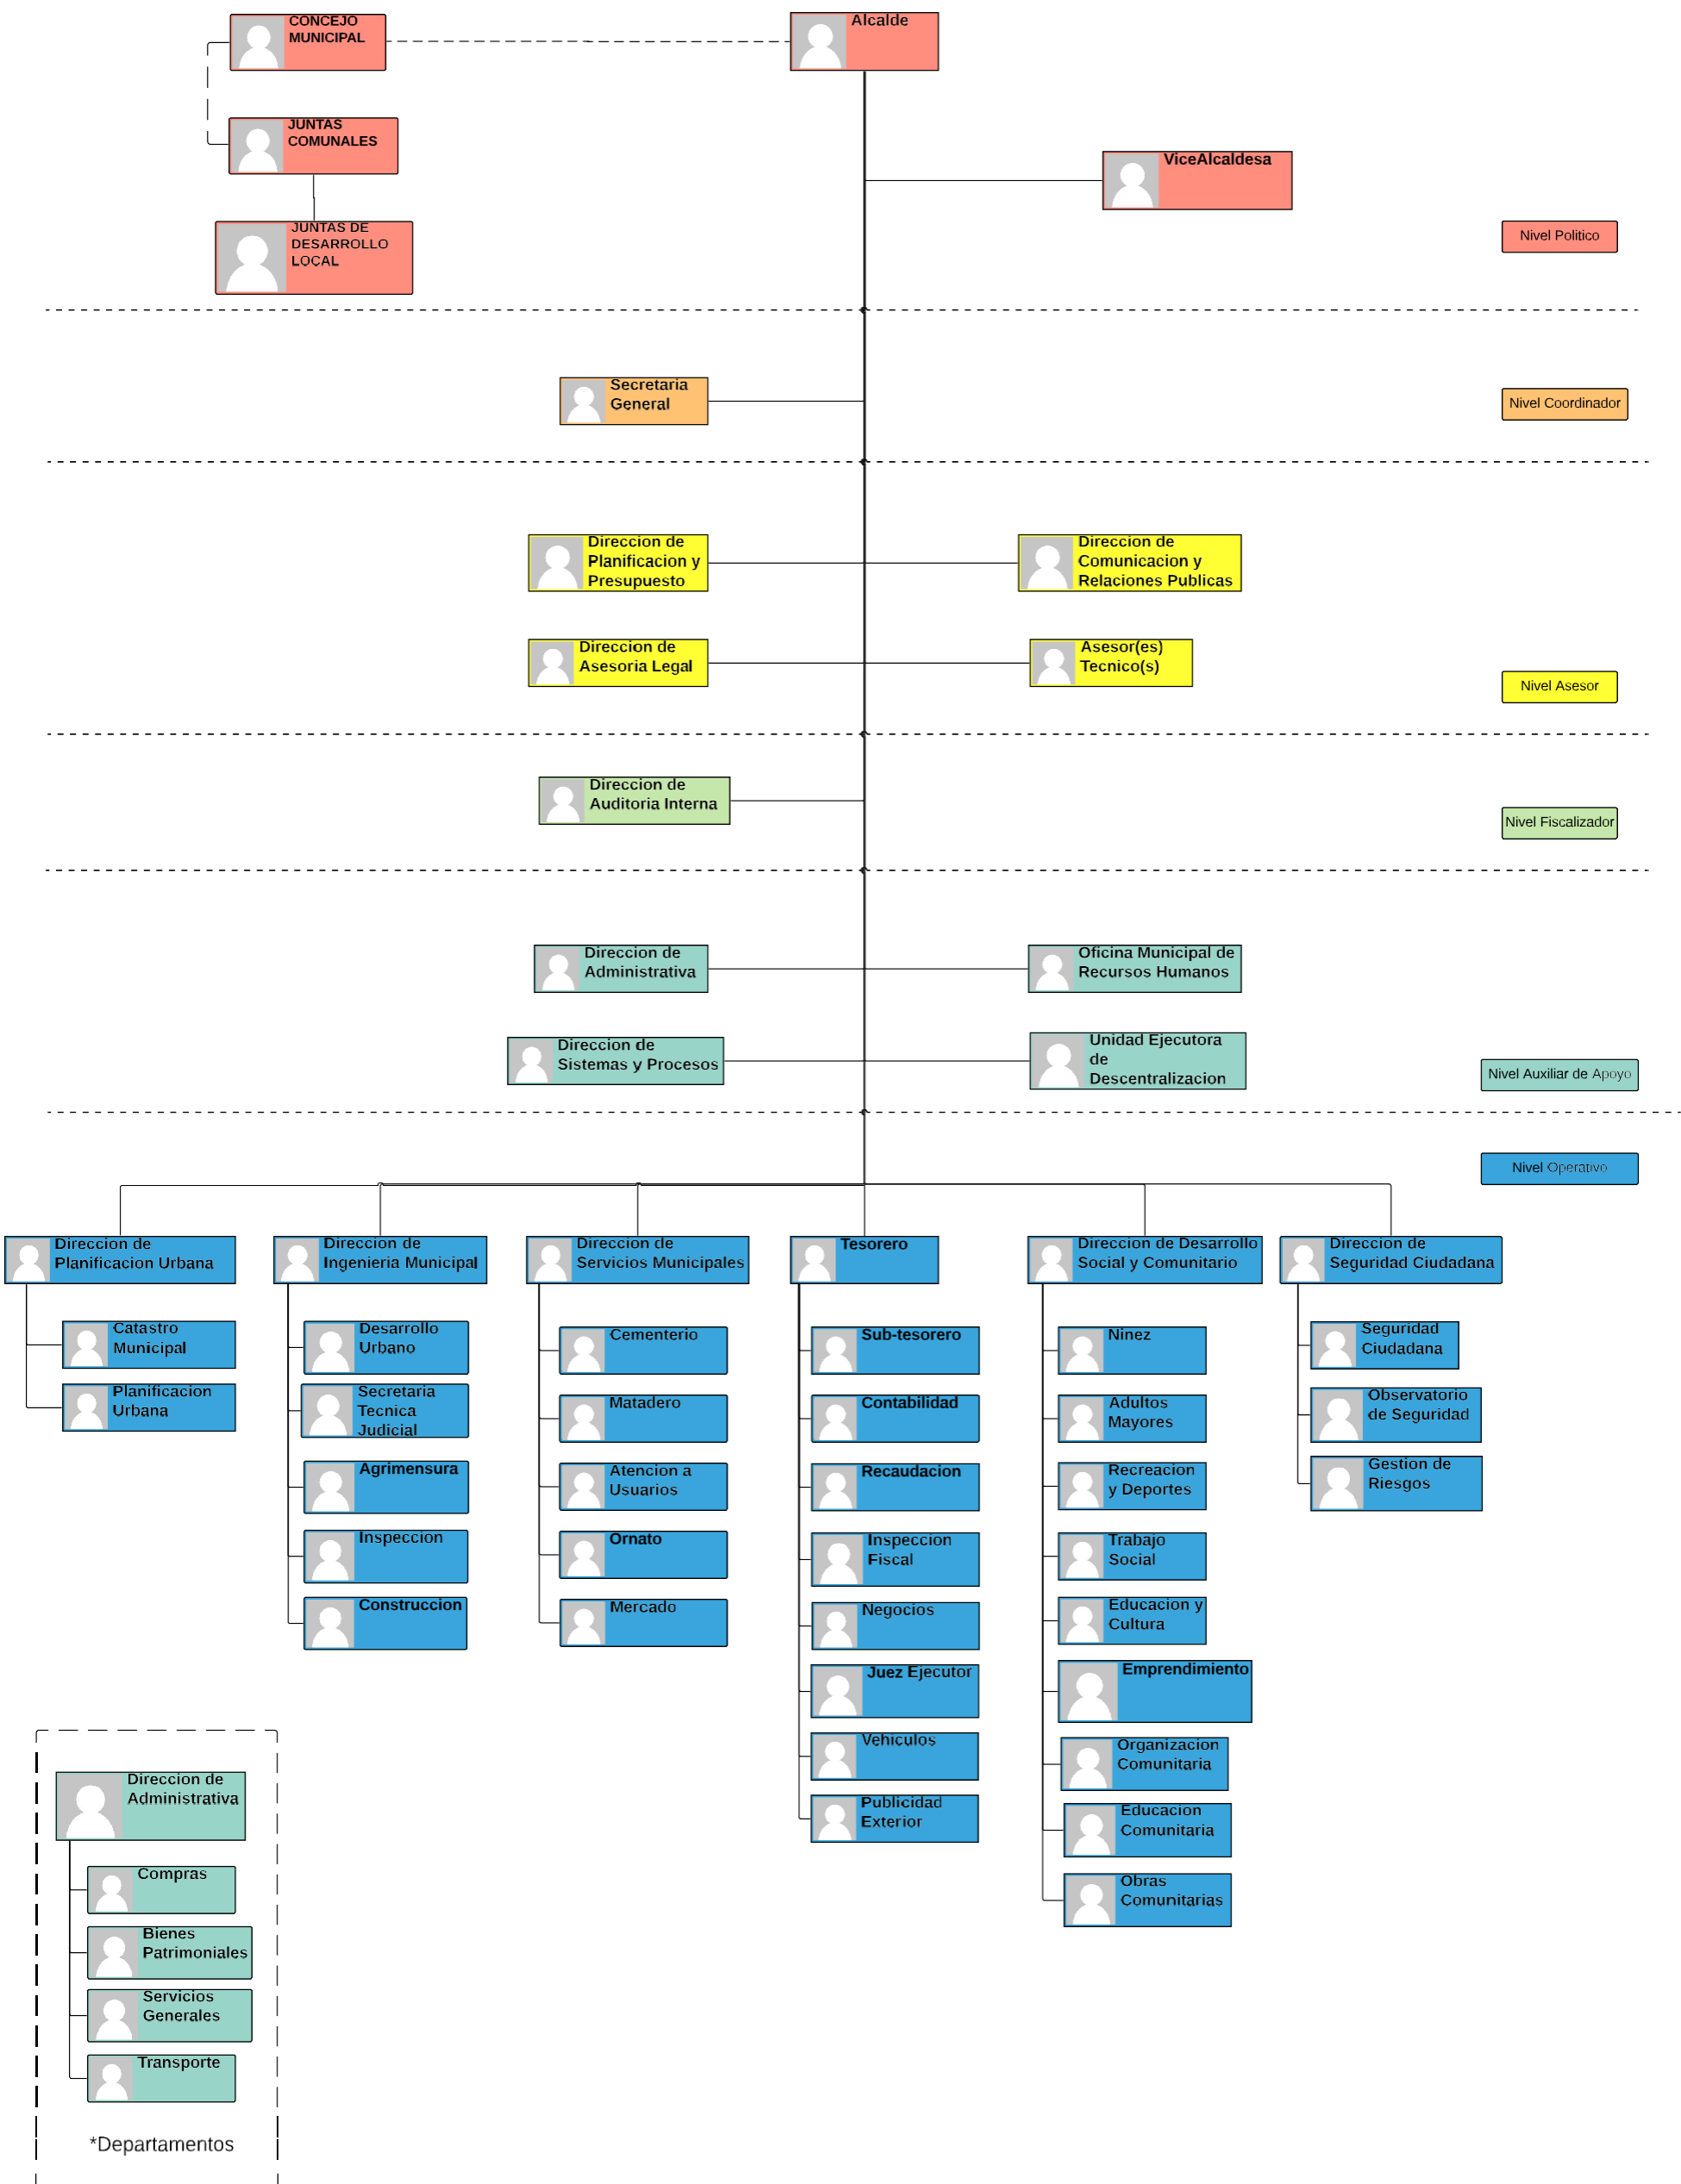 CONCEJO
MUNICIPAL
Alcalde
JUNTAS
COMUNALES
ViceAlcaldesa
JUNTAS DE
DESARROLLO
LOCAL
Nivel Politico
Secretaria
General
Nivel Coordinador
Direccion de
Planificacion y
Presupuesto
Direccion de
Comunicacion y
Relaciones Publicas
Direccion de
Asesoria Legal
Asesor(es)
Tecnico(s)
Nivel Asesor
Direccion de
Auditoria Interna
Nivel Fiscalizador
Direccion de
Administrativa
Oficina Municipal de
Recursos Humanos
Direccion de
Sistemas y Procesos
Unidad Ejecutora
de
Descentralizacion
Nivel Auxiliar de Apoyo
Nivel Operativo
Direccion de
Planificacion Urbana
Catastro
Municipal
Planificacion
Urbana
Direccion de
Ingenieria Municipal
Desarrollo
Urbano
Secretaria
Tecnica
Judicial
Agrimensura
Inspeccion
Construccion
Direccion de
Servicios Municipales
Cementerio
Matadero
Atencion a
Usuarios
Ornato
Mercado
Tesorero
Sub-tesorero
Contabilidad
Recaudacion
Inspeccion
Fiscal
Negocios
Juez Ejecutor
Vehiculos
Publicidad
Exterior
Direccion de Desarrollo
Social y Comunitario
Ninez
Adultos
Mayores
Recreacion
y Deportes
Trabajo
Social
Educacion y
Cultura
Emprendimiento
Organizacion
Comunitaria
Educacion
Comunitaria
Obras
Comunitarias
Direccion de
Seguridad Ciudadana
Seguridad
Ciudadana
Observatorio
de Seguridad
Gestion de
Riesgos
Direccion de
Administrativa
Compras
Bienes
Patrimoniales
Servicios
Generales
Transporte
*Departamentos